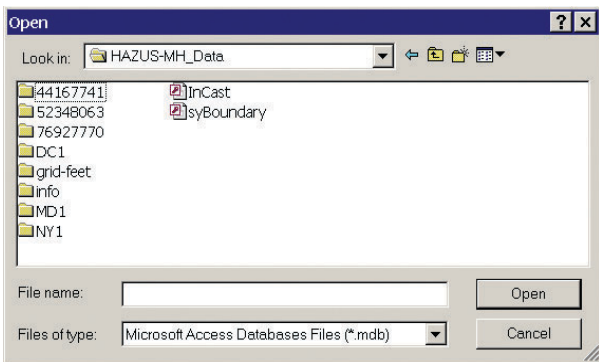 Open
Look in: HAZUS-MH_Data
44167741
52348063
76927770
DC1
grid-feet
info
MD1
NY1
InCast
syBoundary
File name:
Open
Files of type: Microsoft Access Databases Files (*.mdb)
Cancel